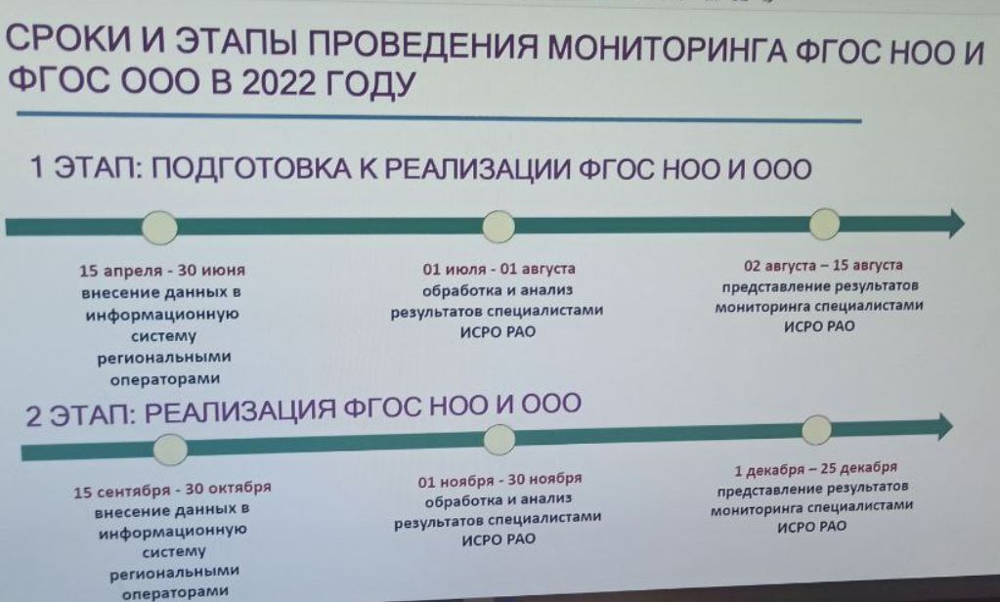 СРОКИ И ЭТАПЫ ПРОВЕДЕНИЯ МОНИТОРИНГА ФГОС НОО И
ФГОС ООО В 2022 ГОДУ
1 ЭТАП: ПОДГОТОВКА К РЕАЛИЗАЦИИ ФГОС НОО И ООО
15 апреля - 30 июня
внесение данных в
информационную
систему
региональными
операторами
01 июля - 01 августа
обработка и анализ
результатов специалистами
ИСРО РАО
02 августа – 15 августа
представление результатов
мониторинга специалистами
ИСРО РАО
2 ЭТАП: РЕАЛИЗАЦИЯ ФГОС НОО И ООО
15 сентября - 30 октября
внесение данных в
информационную
систему
региональными
операторами
01 ноября - 30 ноября
обработка и анализ
результатов специалистами
ИСРО РАО
1 декабря – 25 декабря
представление результатов
мониторинга специалистами
ИСРО РАО